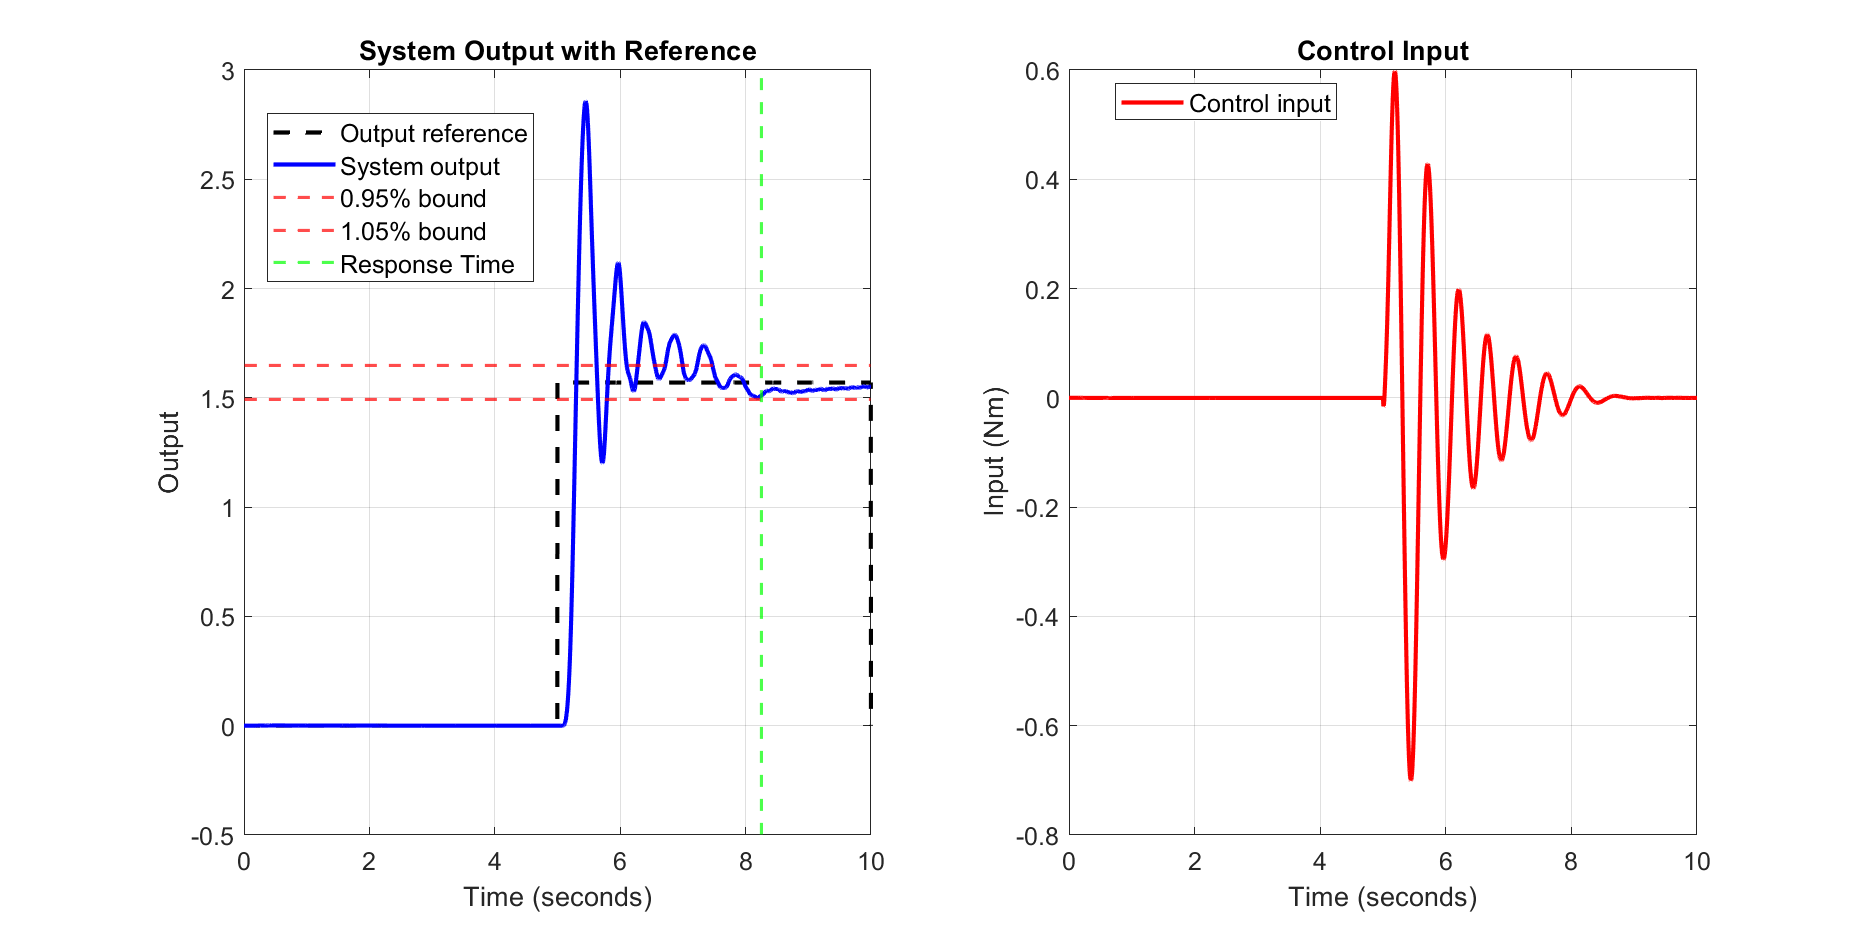 System Output with Reference
3
2.5
2
1.5
1
0.5
0
-0.5
Output
Output reference
System output
0.95% bound
1.05% bound
Response Time
0
2
4
6
8
10
Time (seconds)
Control Input
0.6
0.4
0.2
0
-0.2
-0.4
-0.6
-0.8
Input (Nm)
Control input
0
2
4
6
8
10
Time (seconds)